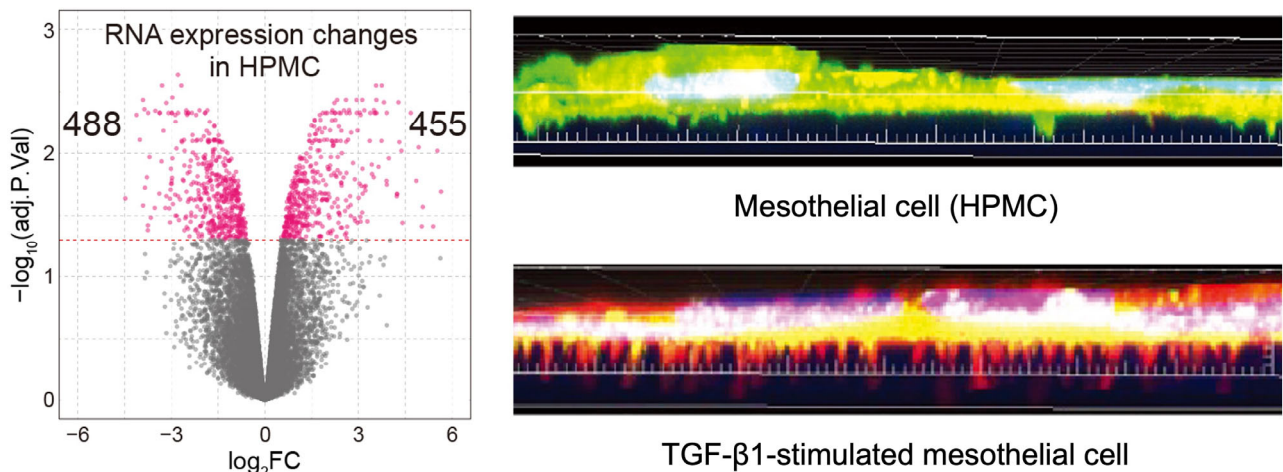 RNA expression changes
in HPMC
488
455
3
2
1
0
−log₁₀(adj.P.Val)
−6
−3
0
3
6
log₂FC
Mesothelial cell (HPMC)
TGF-β1-stimulated mesothelial cell